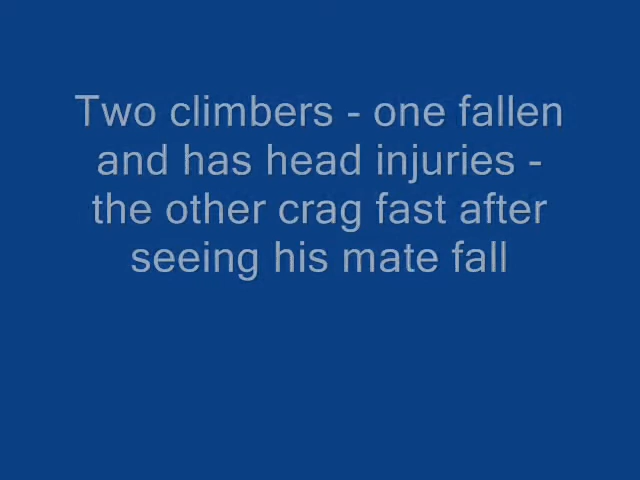 Two climbers - one fallen
and has head injuries -
the other crag fast after
seeing his mate fall